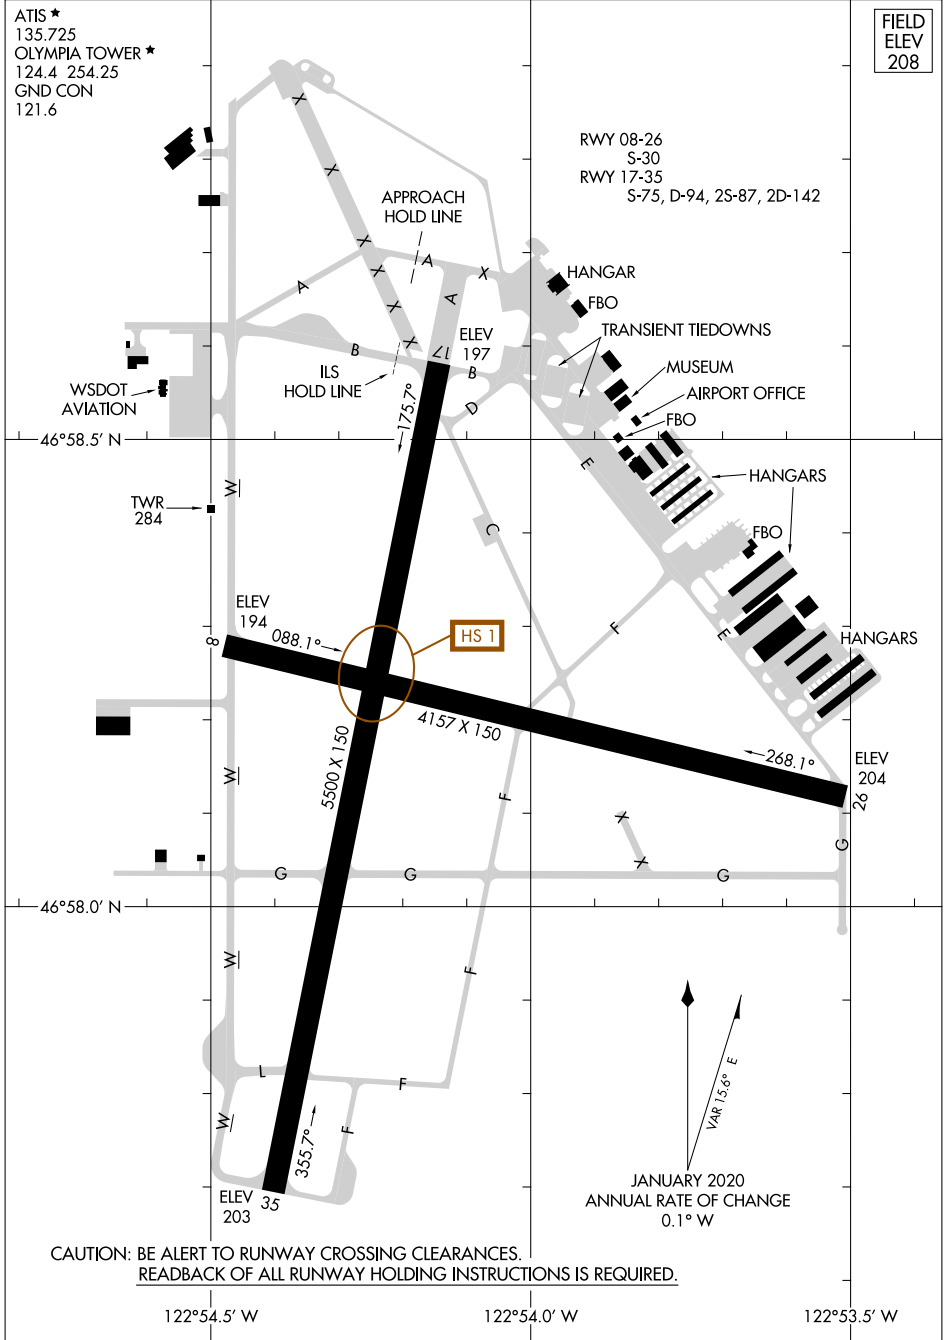 ATIS ★
135.725
OLYMPIA TOWER ★
124.4 254.25
GND CON
121.6
FIELD
ELEV
208
RWY 08-26
S-30
RWY 17-35
S-75, D-94, 2S-87, 2D-142
X
X
APPROACH
HOLD LINE
X
A
X
X
HANGAR
A
A
X
FBO
TRANSIENT TIEDOWNS
17
ELEV
197
X
B
ILS
HOLD LINE
B
MUSEUM
WSDOT
AVIATION
AIRPORT OFFICE
D
175.7°
FBO
46°58.5' N
E
HANGARS
W
TWR
284
C
FBO
ELEV
194
8
088.1°
HS 1
F
E
HANGARS
4157 X 150
5500 X 150
268.1°
ELEV
204
26
W
F
X
X
G
G
G
G
46°58.0' N
W
F
VAR 15.6° E
L
F
W
F
355.7°
ELEV
203
35
JANUARY 2020
ANNUAL RATE OF CHANGE
0.1° W
CAUTION: BE ALERT TO RUNWAY CROSSING CLEARANCES.
READBACK OF ALL RUNWAY HOLDING INSTRUCTIONS IS REQUIRED.
122°54.5' W
122°54.0' W
122°53.5' W